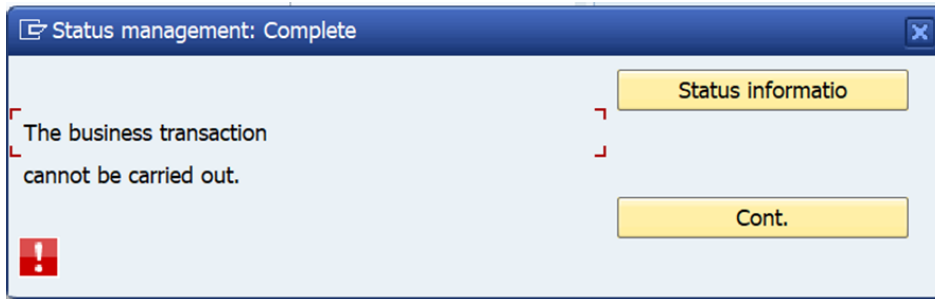 Status management: Complete
Status informatio
The business transaction
cannot be carried out.
Cont.